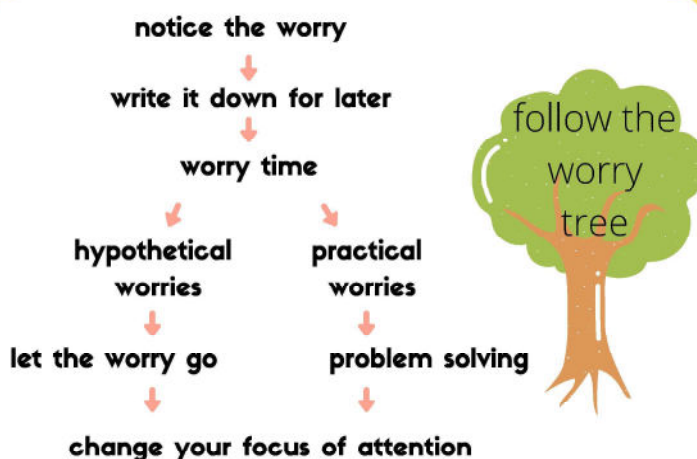 notice the worry
write it down for later
worry time
hypothetical
worries
practical
worries
let the worry go
problem solving
change your focus of attention
follow the
worry
tree